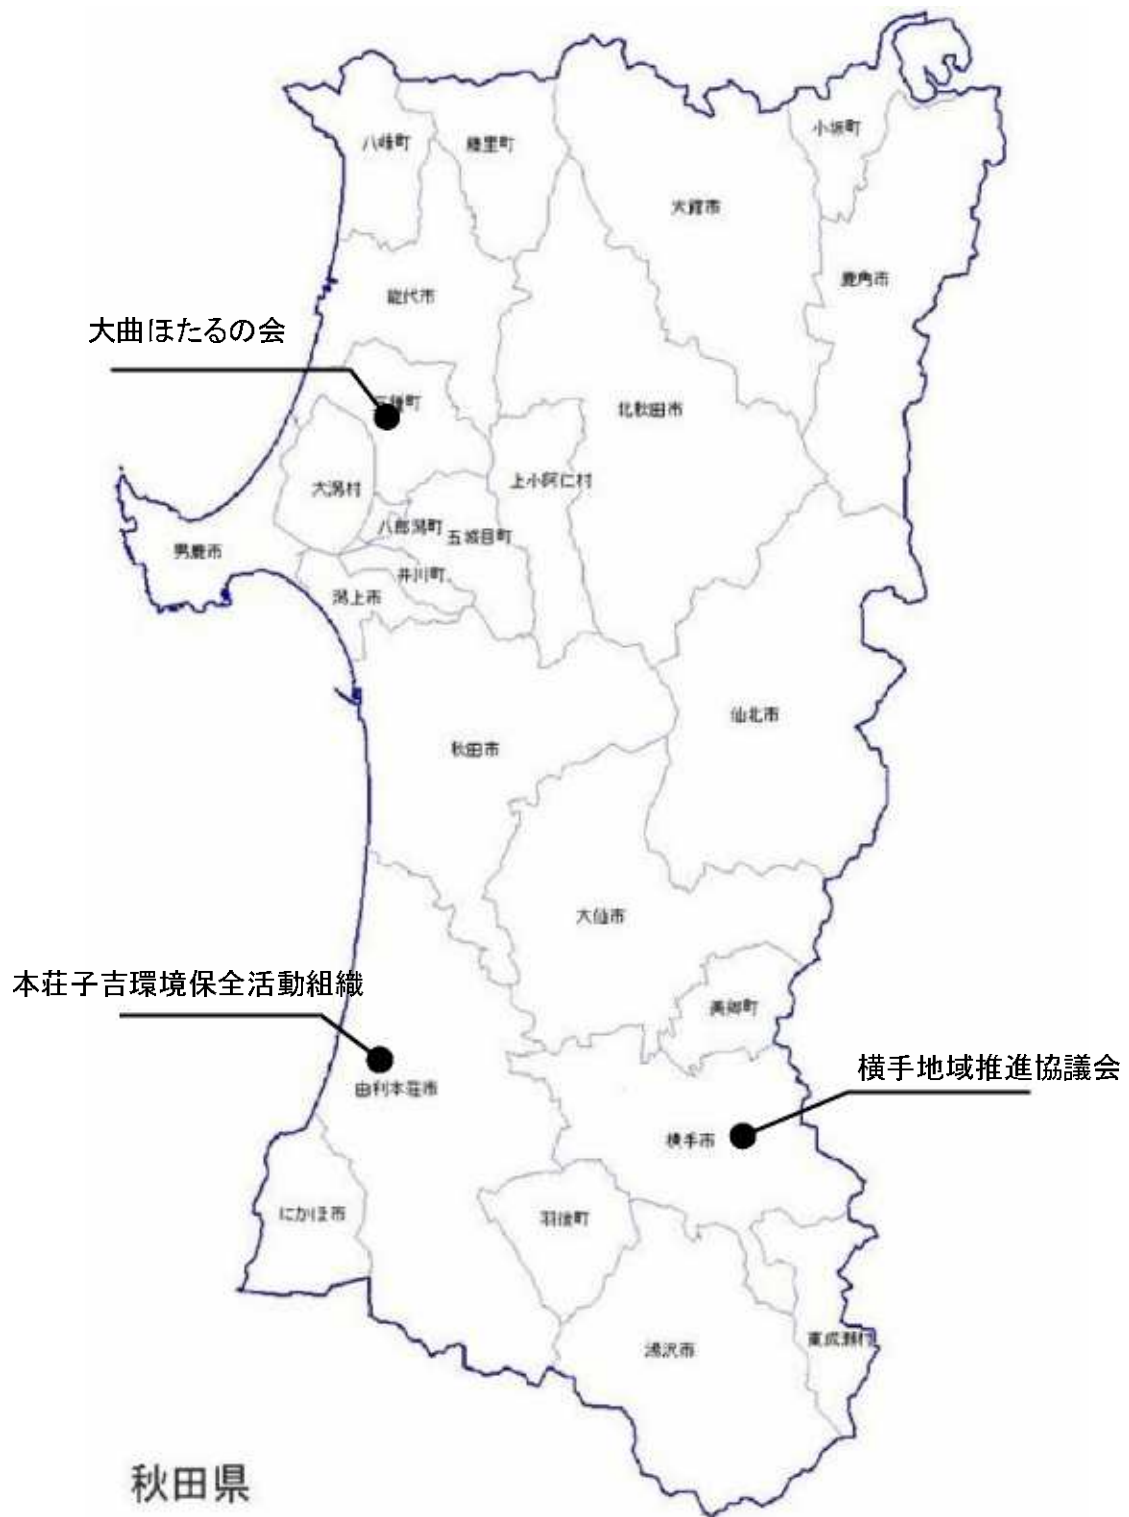 小坂町
八峰町
藤里町
大館市
鹿角市
能代市
大曲ほたるの会
三種町
北秋田市
上小阿仁村
大潟村
八郎潟町
五城目町
男鹿市
井川町
潟上市
仙北市
秋田市
大仙市
本荘子吉環境保全活動組織
美郷町
横手地域推進協議会
由利本荘市
横手市
にかほ市
羽後町
東成瀬村
湯沢市
秋田県